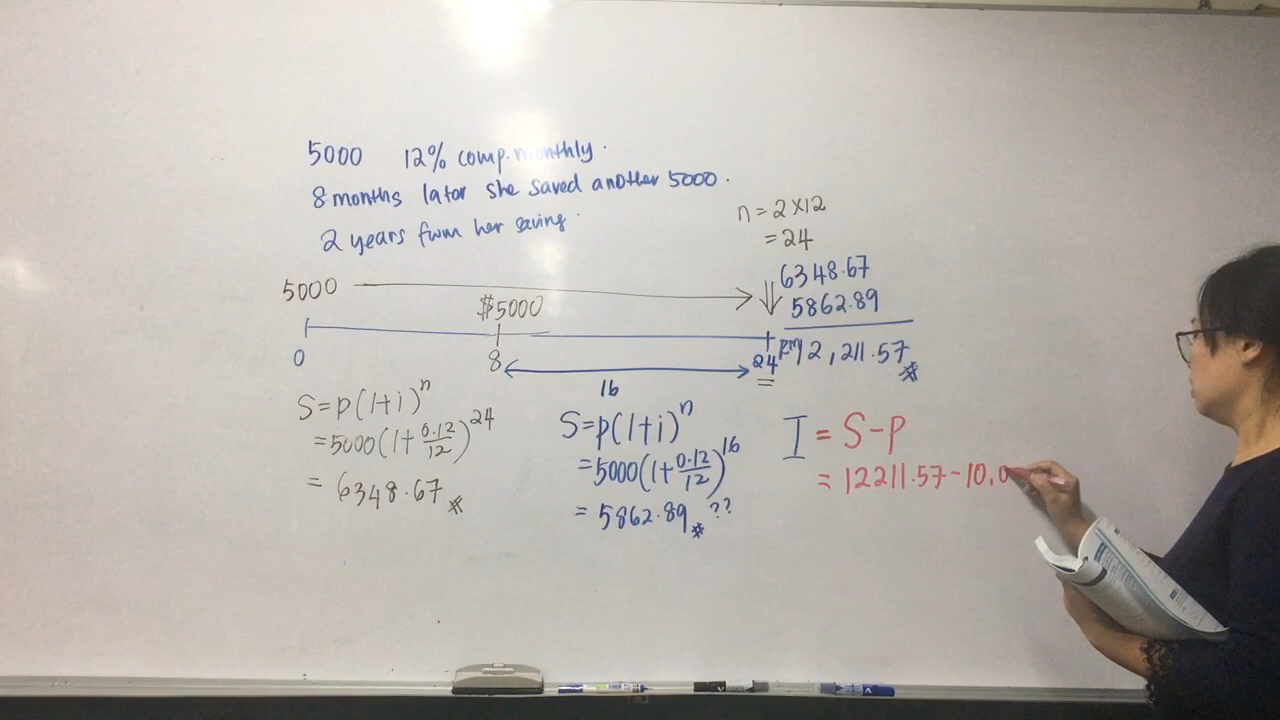 5000 12% comp. monthly.
8 months later she saved another 5000.
2 years from her saving.
n = 2 x 12
= 24
6348.67
5862.89
RM12,211.57
5000
$5000
0
8
24
16
S = P(1+i)^n
= 5000(1+0.12/12)^24
= 6348.67
S = P(1+i)^n
= 5000(1+0.12/12)^16
= 5862.89 ??
I = S-P
= 12211.57-10,0